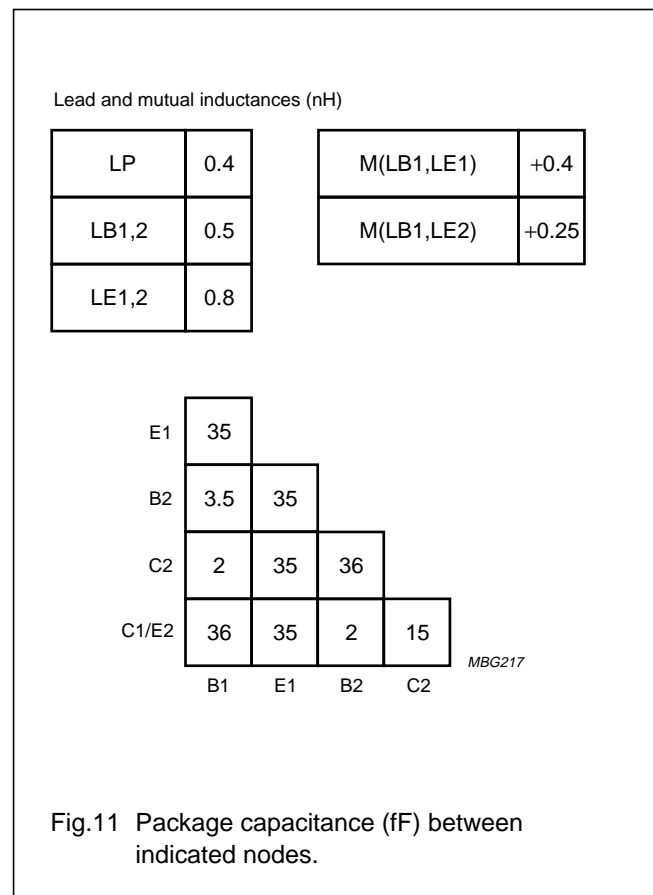 Lead and mutual inductances (nH)
LP 0.4
LB1,2 0.5
LE1,2 0.8
M(LB1,LE1) +0.4
M(LB1,LE2) +0.25
E1 35
B2 3.5 35
C2 2 35 36
C1/E2 36 35 2 15
B1 E1 B2 C2
MBG217
Fig.11 Package capacitance (fF) between
indicated nodes.